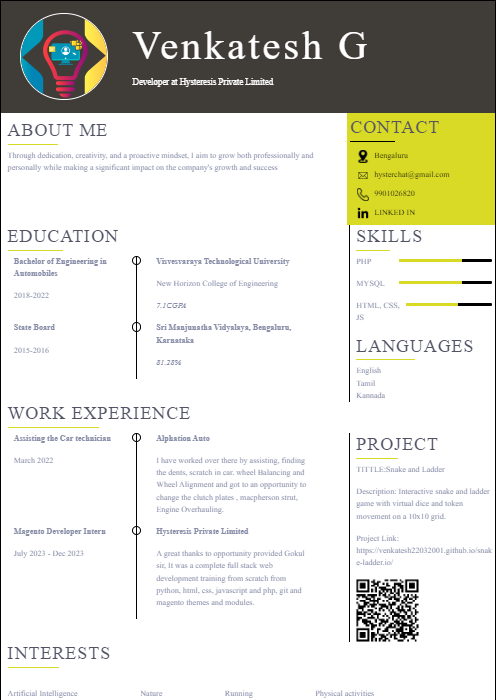 Venkatesh G
Developer at Hysteresis Private Limited
ABOUT ME
Through dedication, creativity, and a proactive mindset, I aim to grow both professionally and
personally while making a significant impact on the company's growth and success
CONTACT
Bengaluru
hysterchat@gmail.com
9901026820
LINKED IN
EDUCATION
Bachelor of Engineering in
Automobiles
2018-2022
Visvesvaraya Technological University
New Horizon College of Engineering
7.1CGPA
State Board
2015-2016
Sri Manjunatha Vidyalaya, Bengaluru,
Karnataka
81.28%
SKILLS
PHP
MYSQL
HTML, CSS,
JS
LANGUAGES
English
Tamil
Kannada
WORK EXPERIENCE
Assisting the Car technician
March 2022
Alphation Auto
I have worked over there by assisting, finding
the dents, scratch in car, wheel Balancing and
Wheel Alignment and got to an opportunity to
change the clutch plates , macpherson strut,
Engine Overhauling.
Magento Developer Intern
July 2023 - Dec 2023
Hysteresis Private Limited
A great thanks to opportunity provided Gokul
sir, It was a complete full stack web
development training from scratch from
python, html, css, javascript and php, git and
magento themes and modules.
PROJECT
TITTLE:Snake and Ladder
Description: Interactive snake and ladder
game with virtual dice and token
movement on a 10x10 grid.
Project Link:
https://venkatesh22032001.github.io/snak
e-ladder.io/
INTERESTS
Artificial Intelligence
Nature
Running
Physical activities